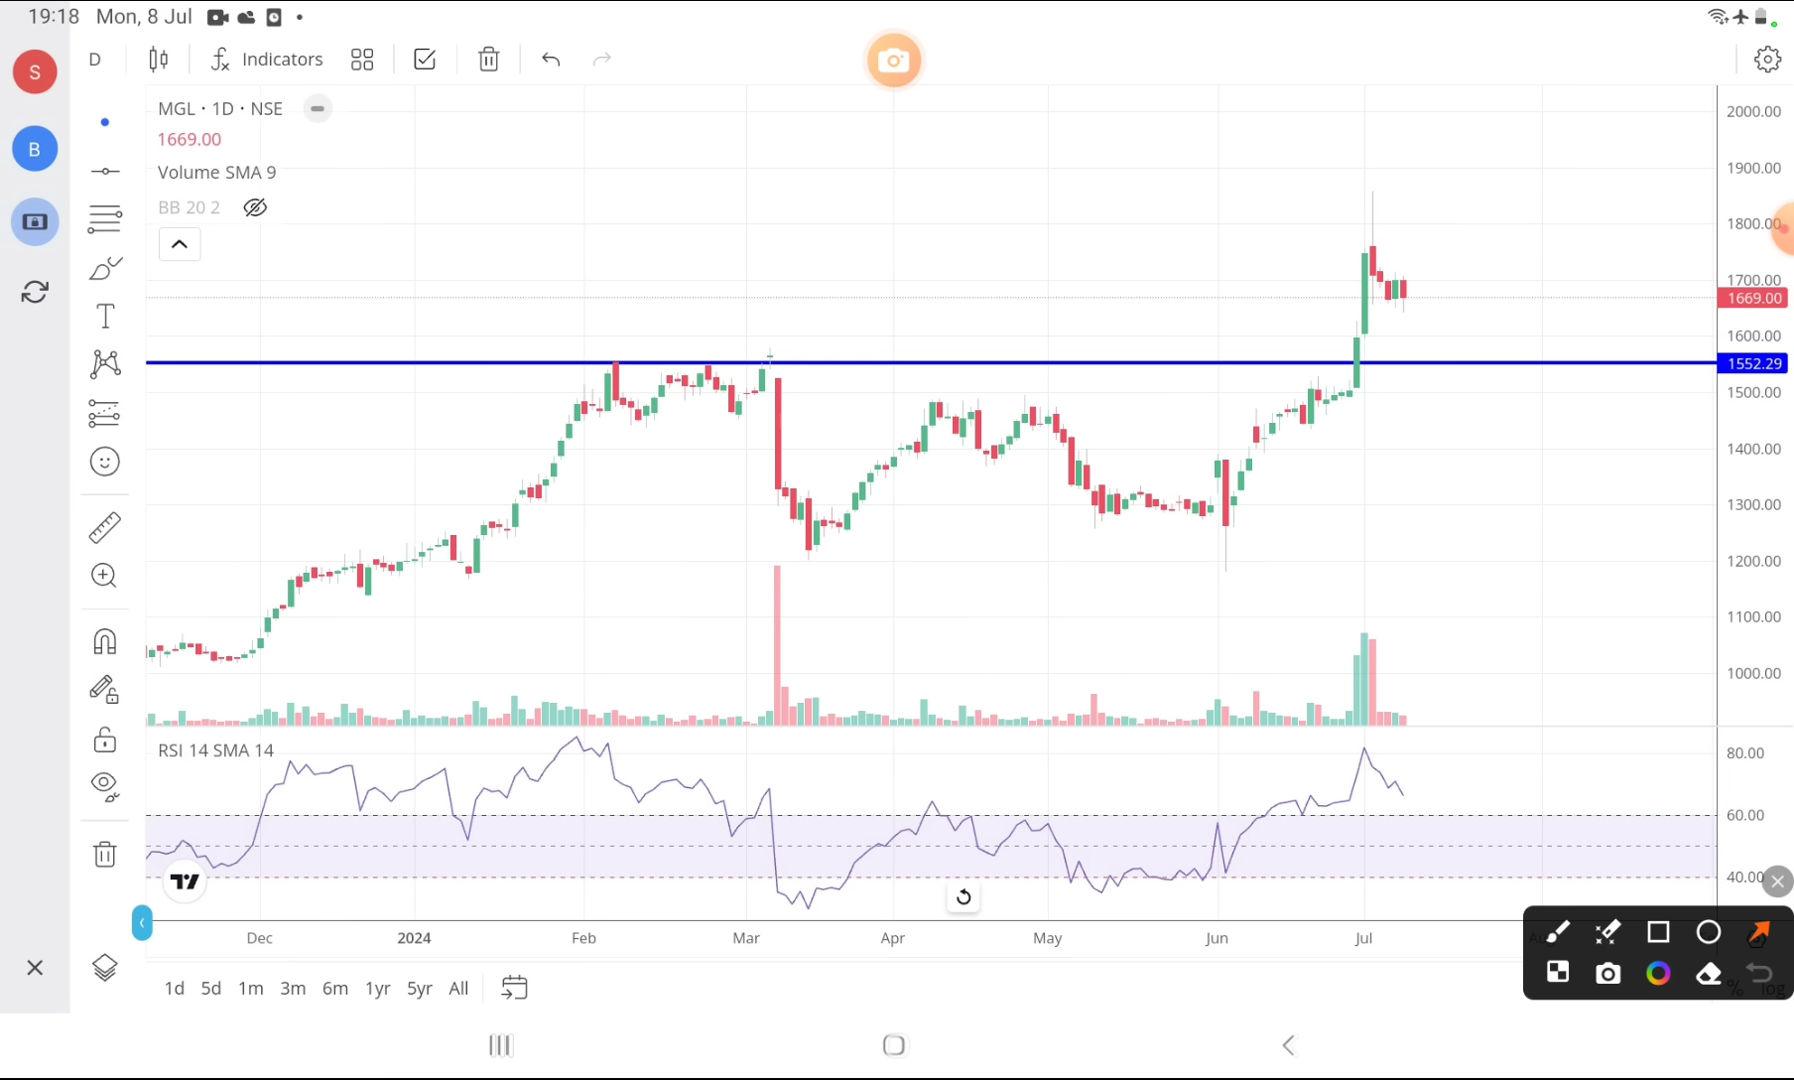 19:18 Mon, 8 Jul
S
D
Indicators
MGL · 1D · NSE
1669.00
B
Volume SMA 9
BB 20 2
T
2000.00
1900.00
1800.00
1700.00
1669.00
1600.00
1552.29
1500.00
1400.00
1300.00
1200.00
1100.00
1000.00
RSI 14 SMA 14
80.00
60.00
40.00
Dec 2024 Feb Mar Apr May Jun Jul
1d 5d 1m 3m 6m 1yr 5yr All
% log